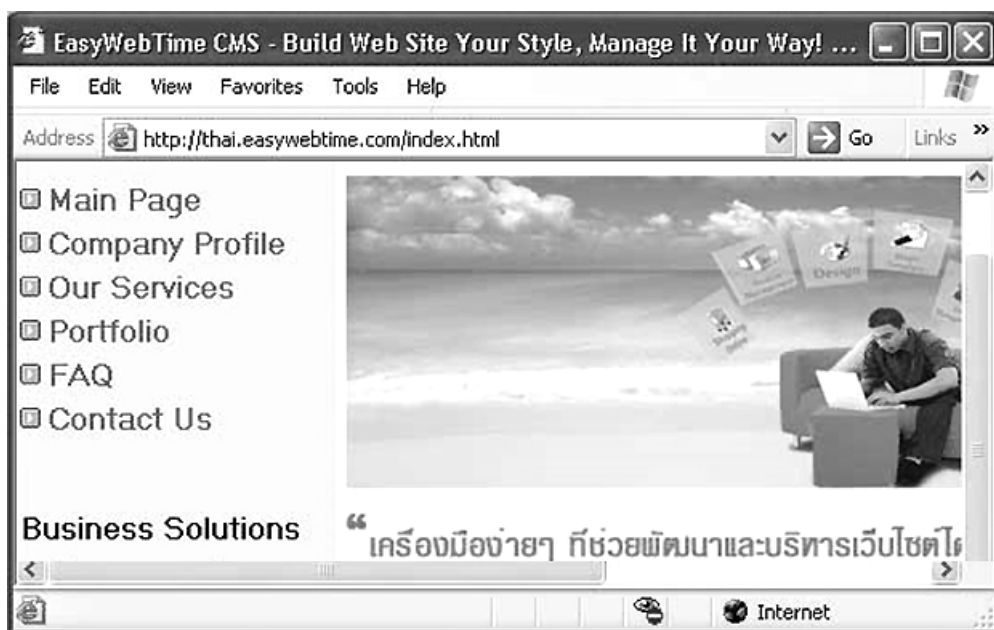 EasyWebTime CMS - Build Web Site Your Style, Manage It Your Way! ...
File Edit View Favorites Tools Help
Address http://thai.easywebtime.com/index.html Go Links »
Main Page
Company Profile
Our Services
Portfolio
FAQ
Contact Us
Design
Shopping
Business Solutions
“เครื่องมือง่ายๆ ที่ช่วยพัฒนาและบริหารเว็บไซต์
Internet